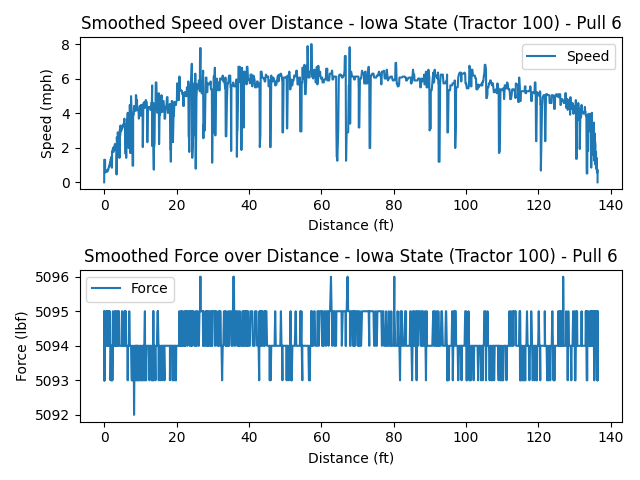 Smoothed Speed over Distance - Iowa State (Tractor 100) - Pull 6
8
6
4
2
0
Speed (mph)
Speed
0 20 40 60 80 100 120 140
Distance (ft)
Smoothed Force over Distance - Iowa State (Tractor 100) - Pull 6
5096
5095
5094
5093
5092
Force (lbf)
Force
0 20 40 60 80 100 120 140
Distance (ft)